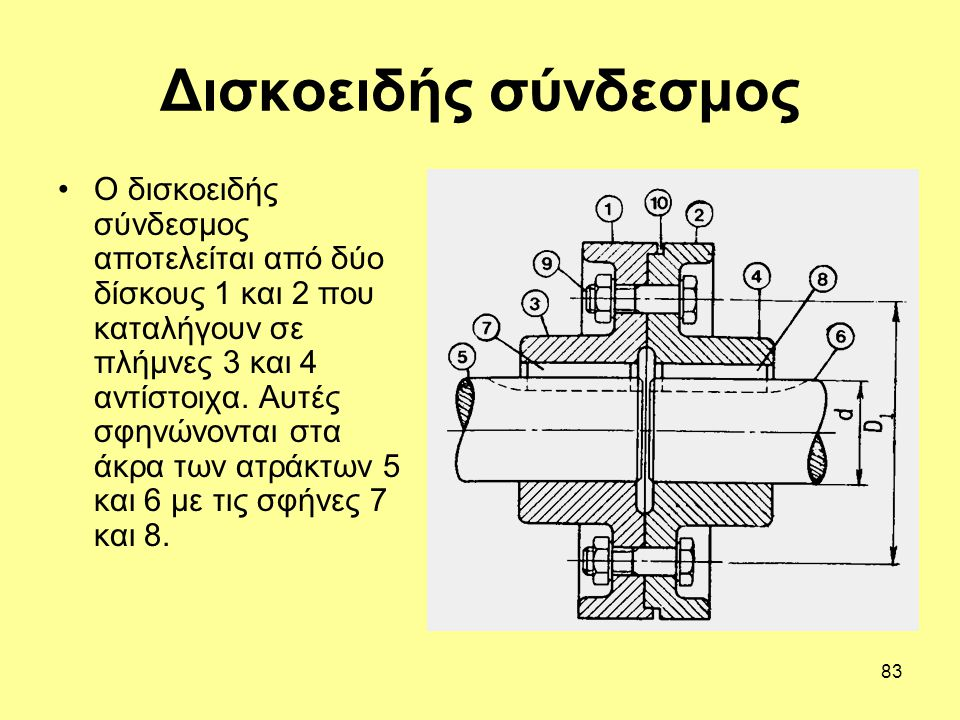 Δισκοειδής σύνδεσμος
• Ο δισκοειδής
σύνδεσμος
αποτελείται από δύο
δίσκους 1 και 2 που
καταλήγουν σε
πλήμνες 3 και 4
αντίστοιχα. Αυτές
σφηνώνονται στα
άκρα των ατράκτων 5
και 6 με τις σφήνες 7
και 8.
1
10
2
9
4
8
3
7
6
5
d
D1
83